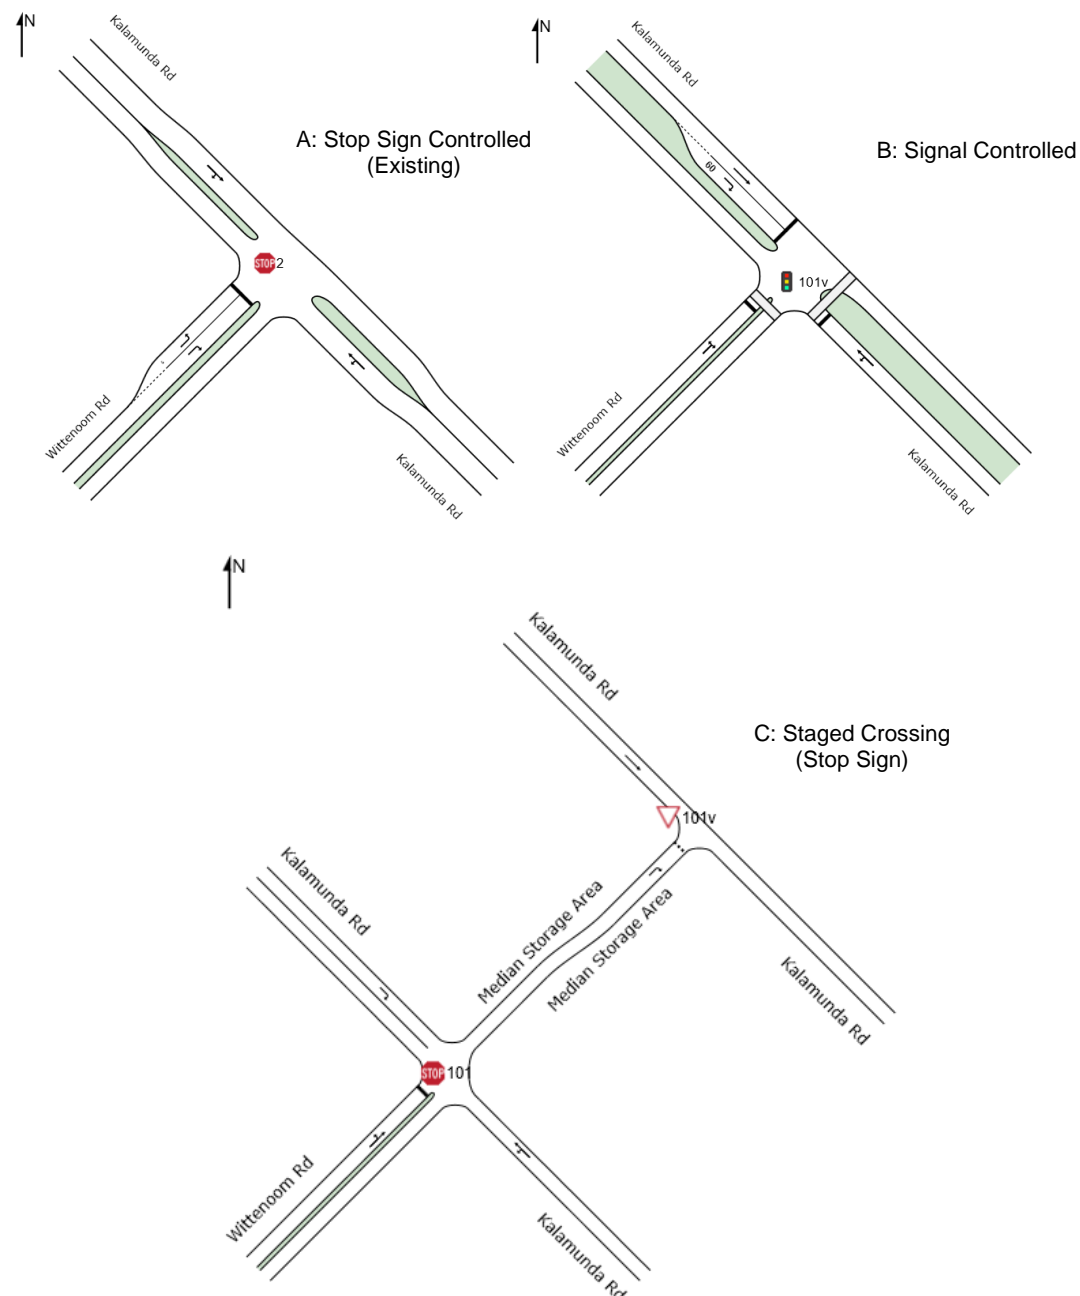 N
Kalamunda Rd
A: Stop Sign Controlled
(Existing)
STOP
2
Wittenoom Rd
Kalamunda Rd
N
Kalamunda Rd
B: Signal Controlled
60
101v
Wittenoom Rd
Kalamunda Rd
N
Kalamunda Rd
C: Staged Crossing
(Stop Sign)
101v
Kalamunda Rd
Median Storage Area
Median Storage Area
Kalamunda Rd
STOP
101
Wittenoom Rd
Kalamunda Rd